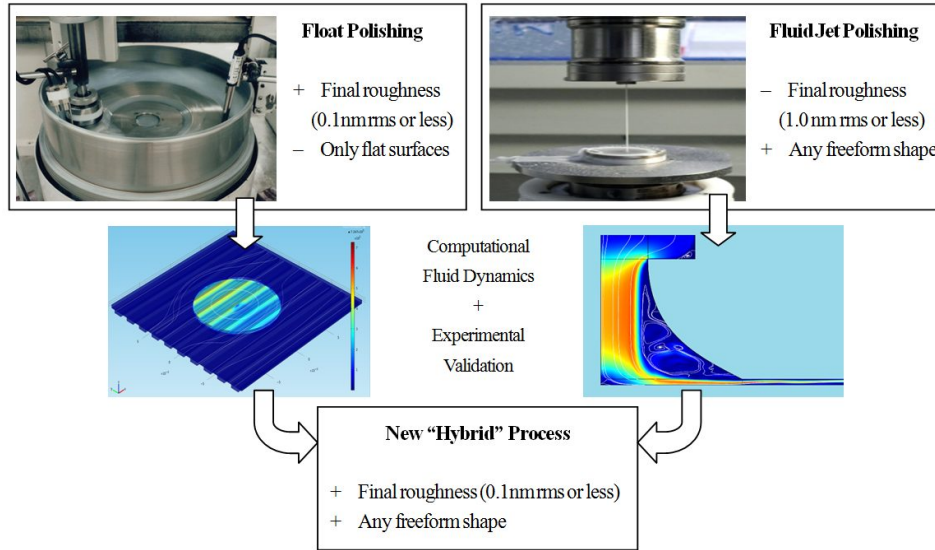 Float Polishing
+ Final roughness
(0.1nm rms or less)
– Only flat surfaces
Fluid Jet Polishing
– Final roughness
(1.0 nm rms or less)
+ Any freeform shape
Computational
Fluid Dynamics
+
Experimental
Validation
New “Hybrid” Process
+ Final roughness (0.1nm rms or less)
+ Any freeform shape